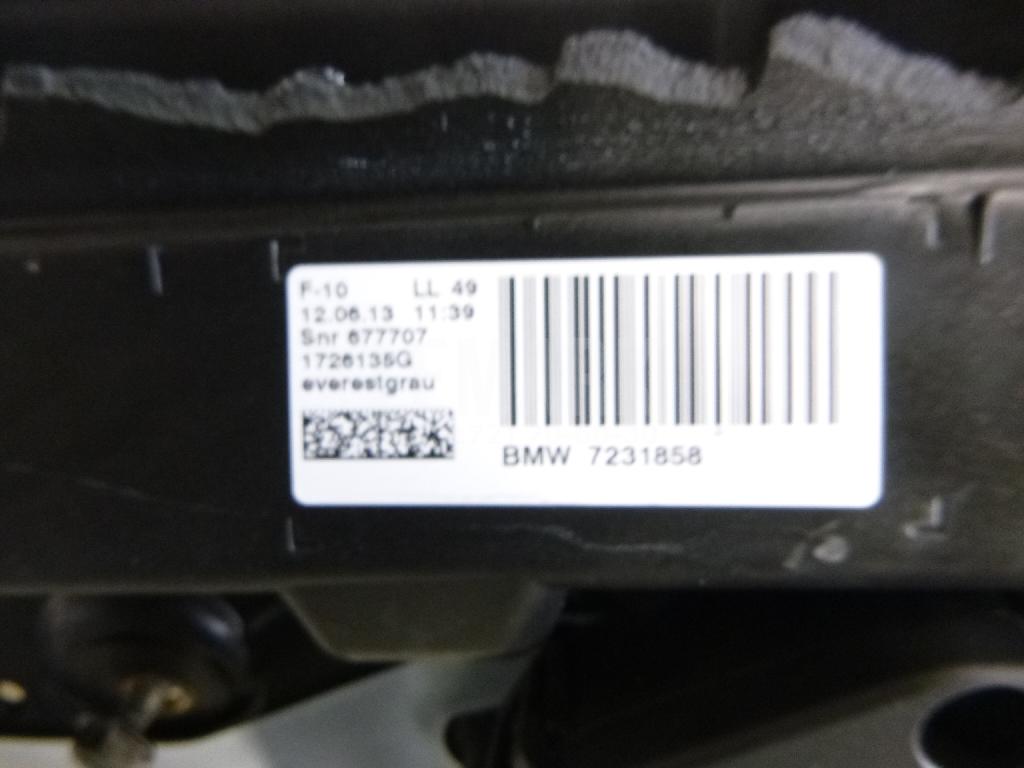 F-10 LL 49
12.06.13 11:39
Snr 677707
1726135G
everestgrau
BMW 7231858